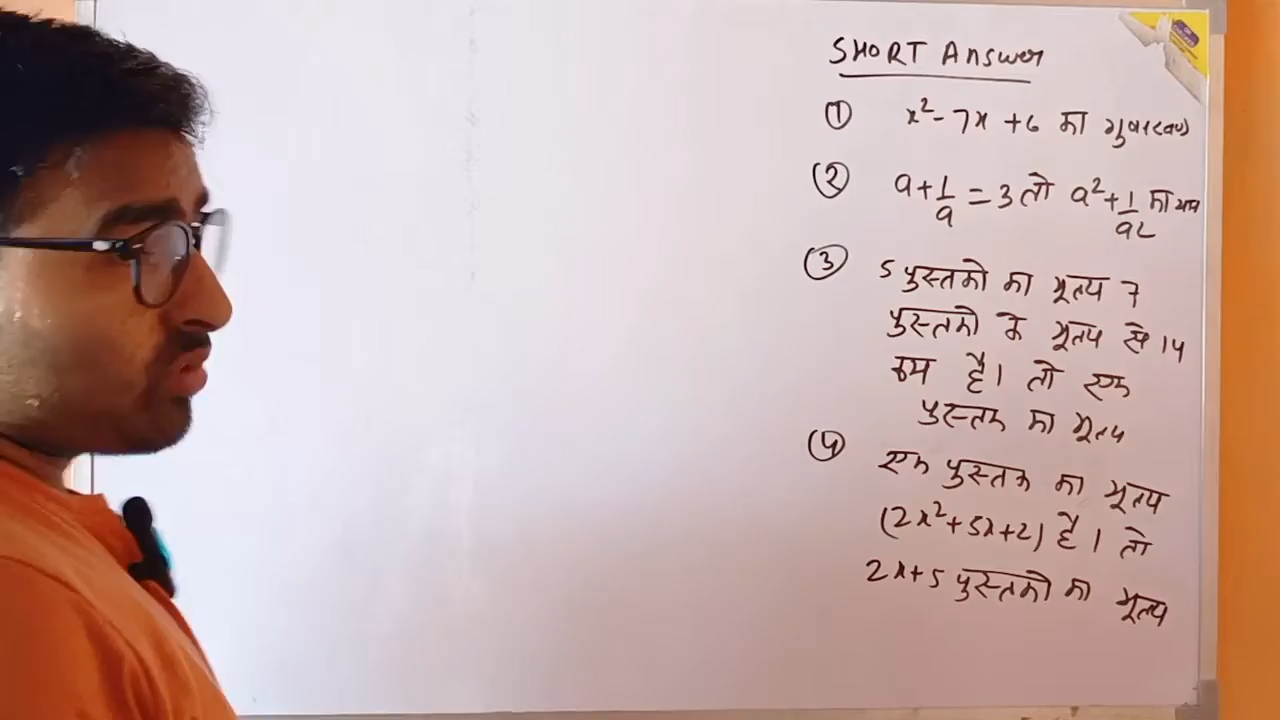 SHORT Answer
① x² - 7x + 6 का गुणनखण्ड
② a + 1/a = 3 तो a² + 1/a2 का मान
③ 5 पुस्तको का मूल्य 7
पुस्तको के मूल्य से 14
कम है। तो एक
पुस्तक का मूल्य
④ एक पुस्तक का मूल्य
(2x² + 5x + 2) है। तो
2x + 5 पुस्तको का मूल्य